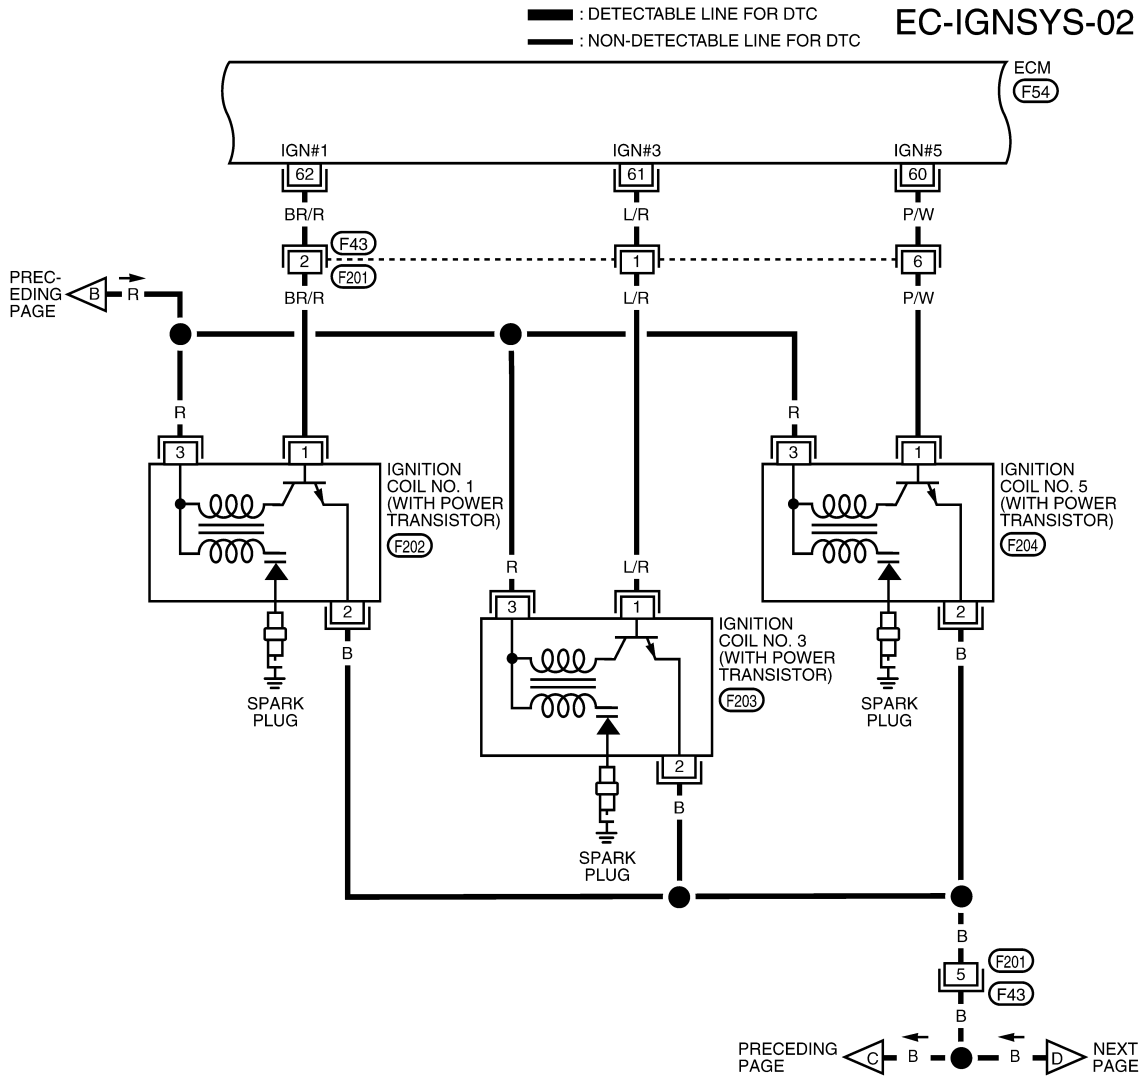 : DETECTABLE LINE FOR DTC
EC-IGNSYS-02
: NON-DETECTABLE LINE FOR DTC
ECM
F54
IGN#1
IGN#3
IGN#5
62
61
60
BR/R
L/R
P/W
F43
2
1
6
F201
PREC-
EDING
PAGE
B
R
BR/R
L/R
P/W
R
R
3
1
3
1
IGNITION
COIL NO. 1
(WITH POWER
TRANSISTOR)
F202
IGNITION
COIL NO. 5
(WITH POWER
TRANSISTOR)
F204
R
L/R
3
1
2
2
IGNITION
COIL NO. 3
(WITH POWER
TRANSISTOR)
F203
B
B
SPARK
PLUG
SPARK
PLUG
2
B
SPARK
PLUG
B
F201
5
F43
B
PRECEDING
PAGE
C
B
B
D
NEXT
PAGE